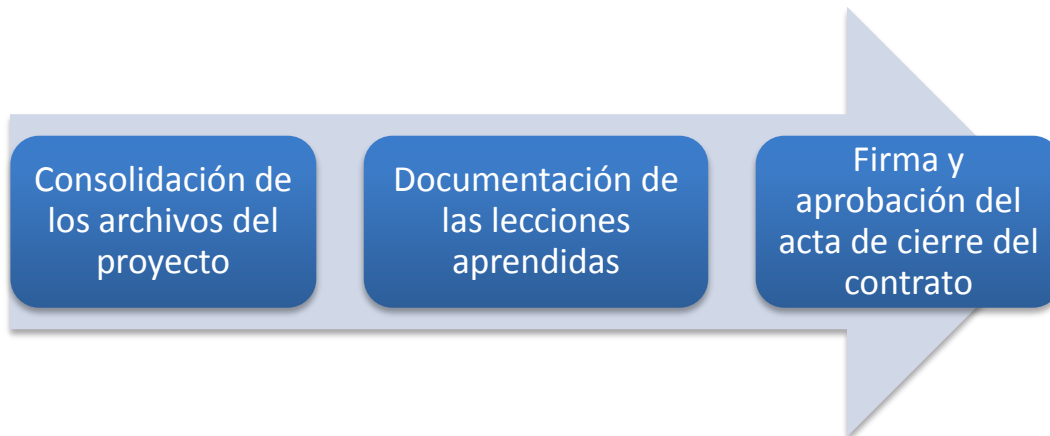 Consolidación de
los archivos del
proyecto
Documentación de
las lecciones
aprendidas
Firma y
aprobación del
acta de cierre del
contrato